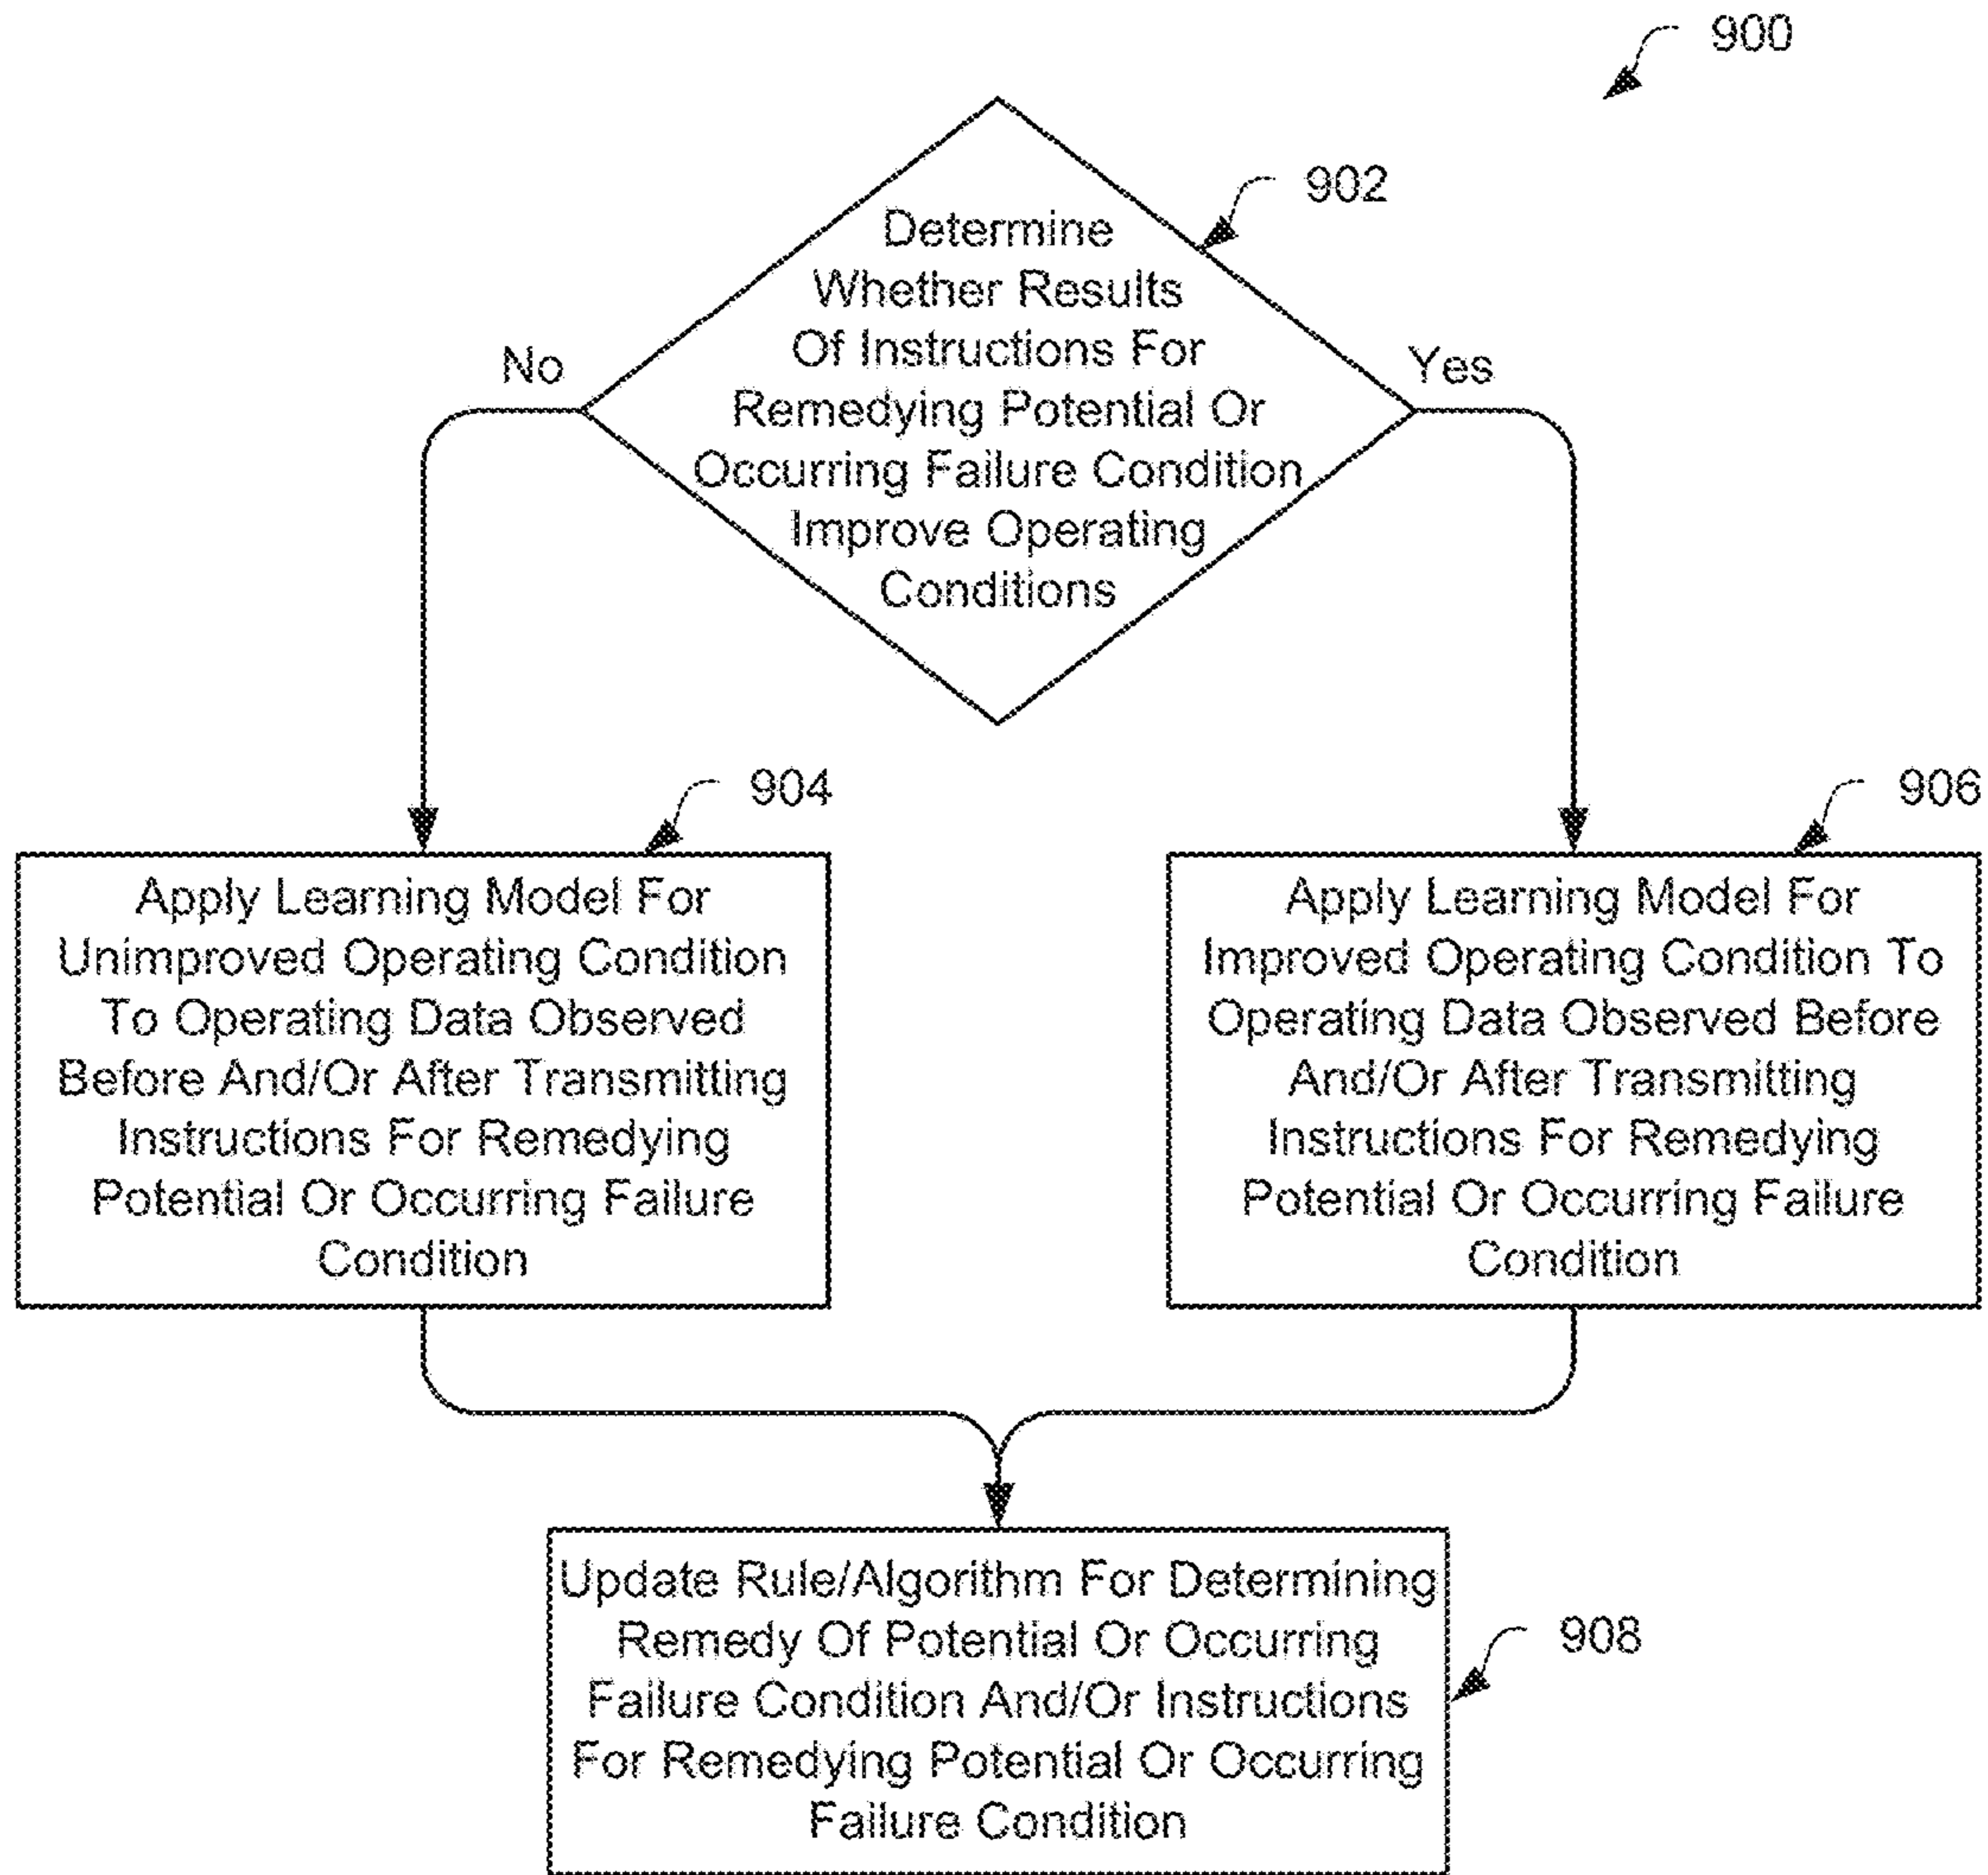 900
902
Determine
Whether Results
Of Instructions For
Remedying Potential Or
Occurring Failure Condition
Improve Operating
Conditions
No
Yes
904
906
Apply Learning Model For
Unimproved Operating Condition
To Operating Data Observed
Before And/Or After Transmitting
Instructions For Remedying
Potential Or Occurring Failure
Condition
Apply Learning Model For
Improved Operating Condition To
Operating Data Observed Before
And/Or After Transmitting
Instructions For Remedying
Potential Or Occurring Failure
Condition
Update Rule/Algorithm For Determining
Remedy Of Potential Or Occurring
Failure Condition And/Or Instructions
For Remedying Potential Or Occurring
Failure Condition
908